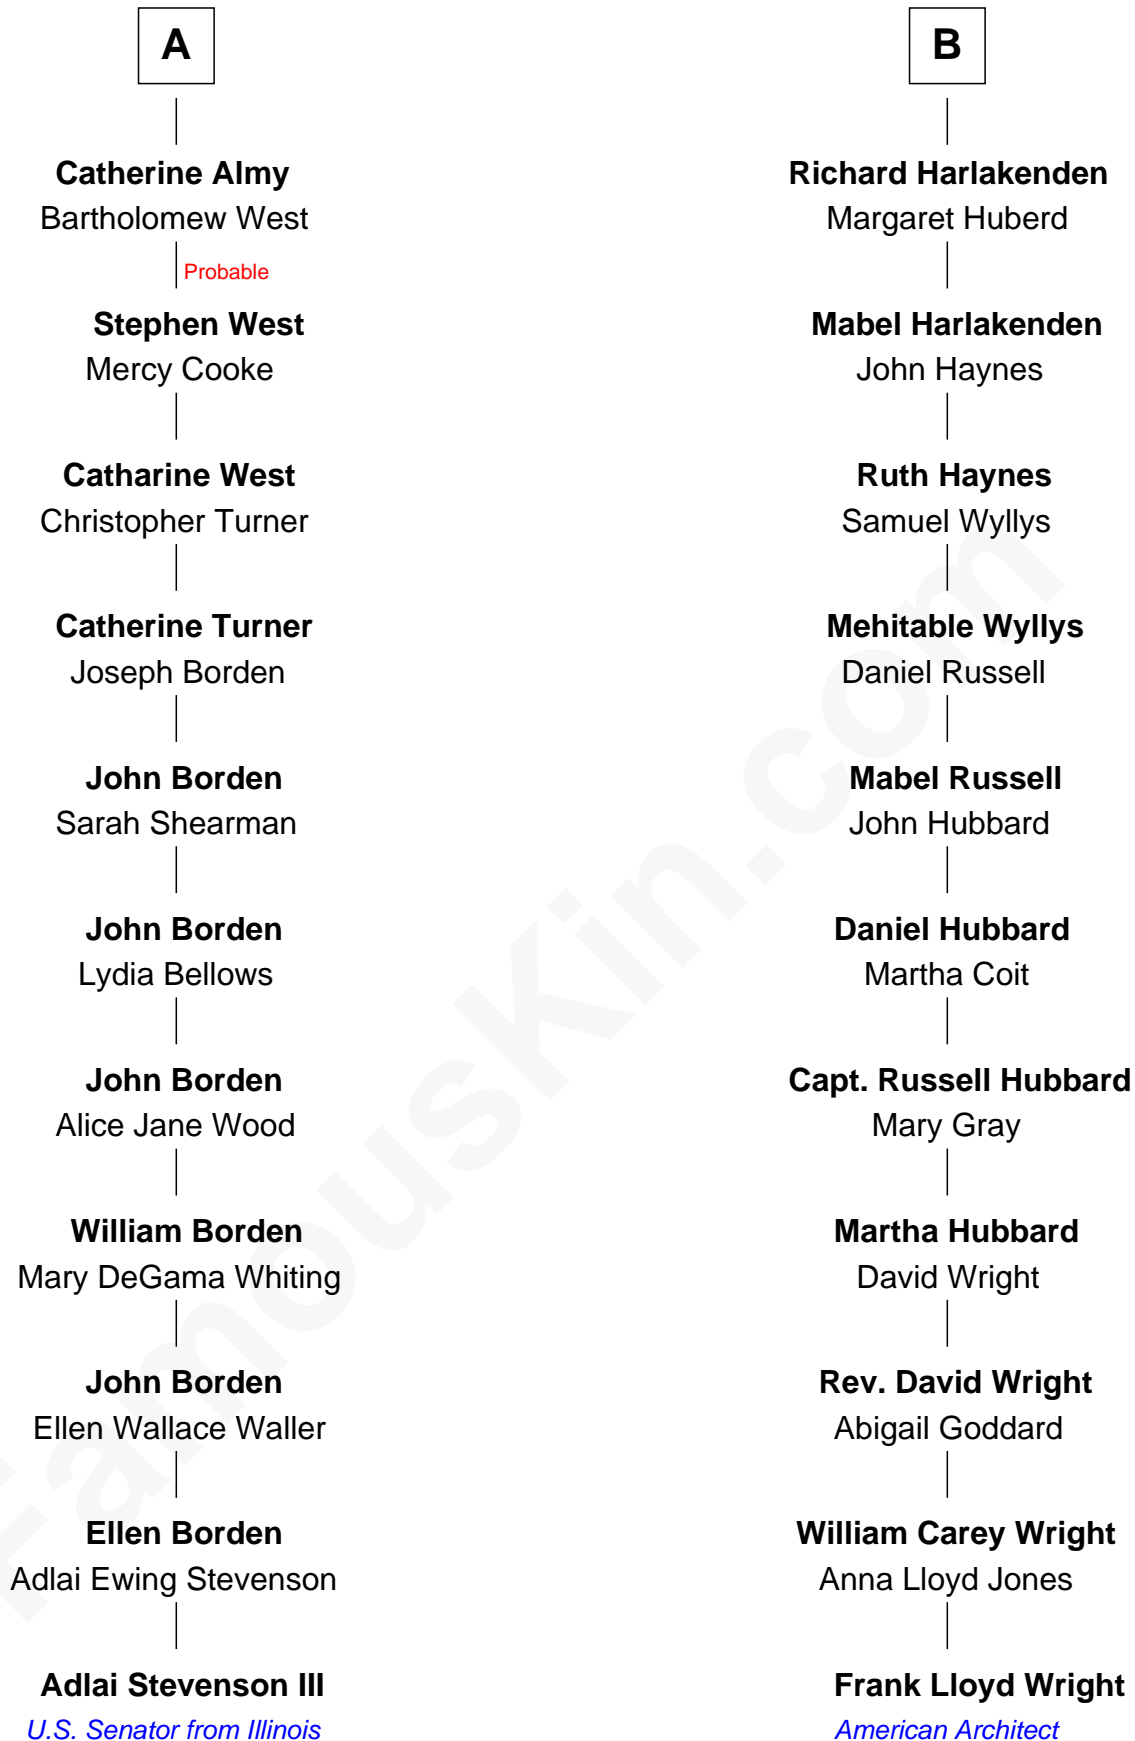 A
Catherine Almy
Bartholomew West
Probable
Stephen West
Mercy Cooke
Catharine West
Christopher Turner
Catherine Turner
Joseph Borden
John Borden
Sarah Shearman
John Borden
Lydia Bellows
John Borden
Alice Jane Wood
William Borden
Mary DeGama Whiting
John Borden
Ellen Wallace Waller
Ellen Borden
Adlai Ewing Stevenson
Adlai Stevenson III
U.S. Senator from Illinois
B
Richard Harlakenden
Margaret Huberd
Mabel Harlakenden
John Haynes
Ruth Haynes
Samuel Wyllys
Mehitable Wyllys
Daniel Russell
Mabel Russell
John Hubbard
Daniel Hubbard
Martha Coit
Capt. Russell Hubbard
Mary Gray
Martha Hubbard
David Wright
Rev. David Wright
Abigail Goddard
William Carey Wright
Anna Lloyd Jones
Frank Lloyd Wright
American Architect
FamousKin.com